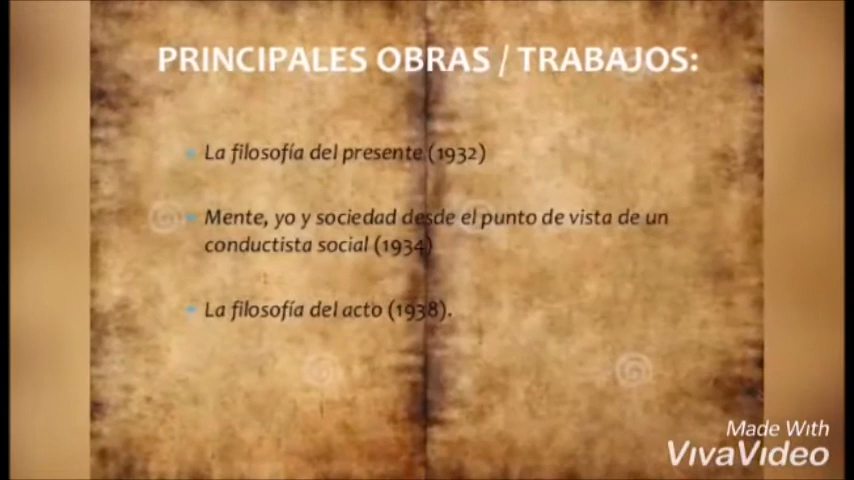 PRINCIPALES OBRAS / TRABAJOS:
La filosofía del presente (1932)
Mente, yo y sociedad desde el punto de vista de un
conductista social (1934)
La filosofía del acto (1938).
Made With
VivaVideo